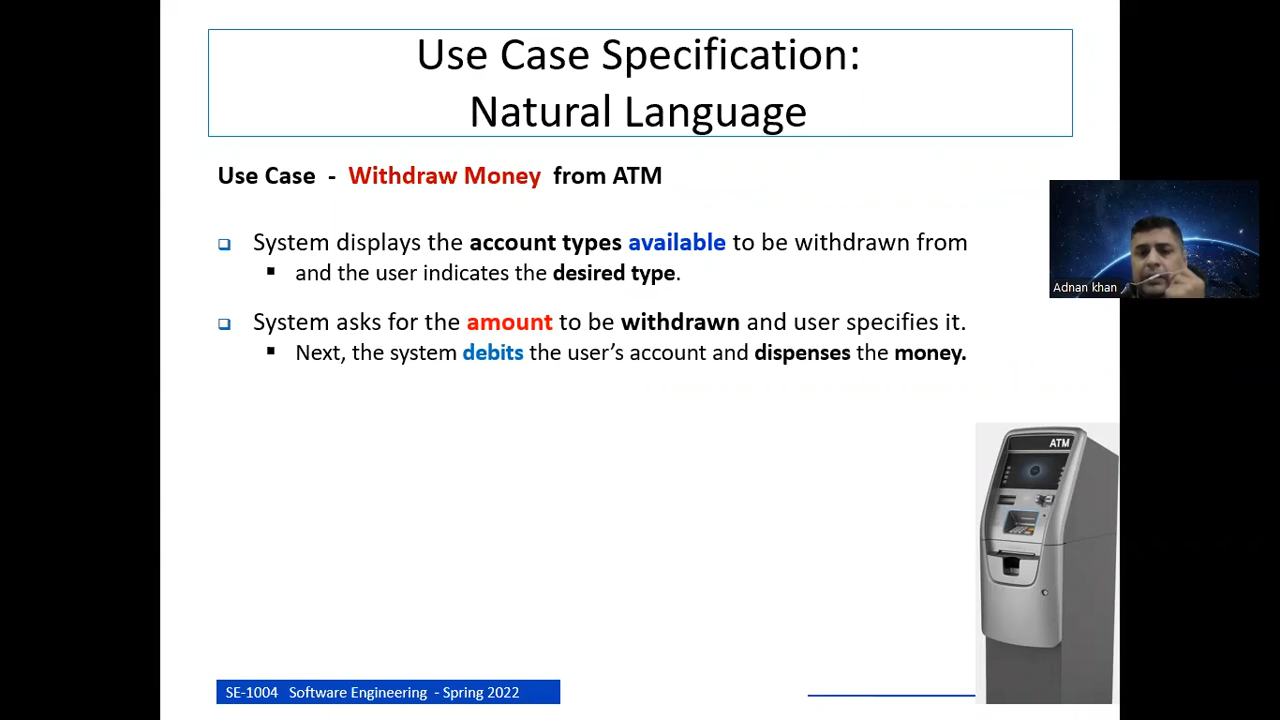 Use Case Specification:
Natural Language
Use Case - Withdraw Money from ATM
❑ System displays the account types available to be withdrawn from
▪ and the user indicates the desired type.
❑ System asks for the amount to be withdrawn and user specifies it.
▪ Next, the system debits the user’s account and dispenses the money.
Adnan khan
ATM
SE-1004 Software Engineering - Spring 2022